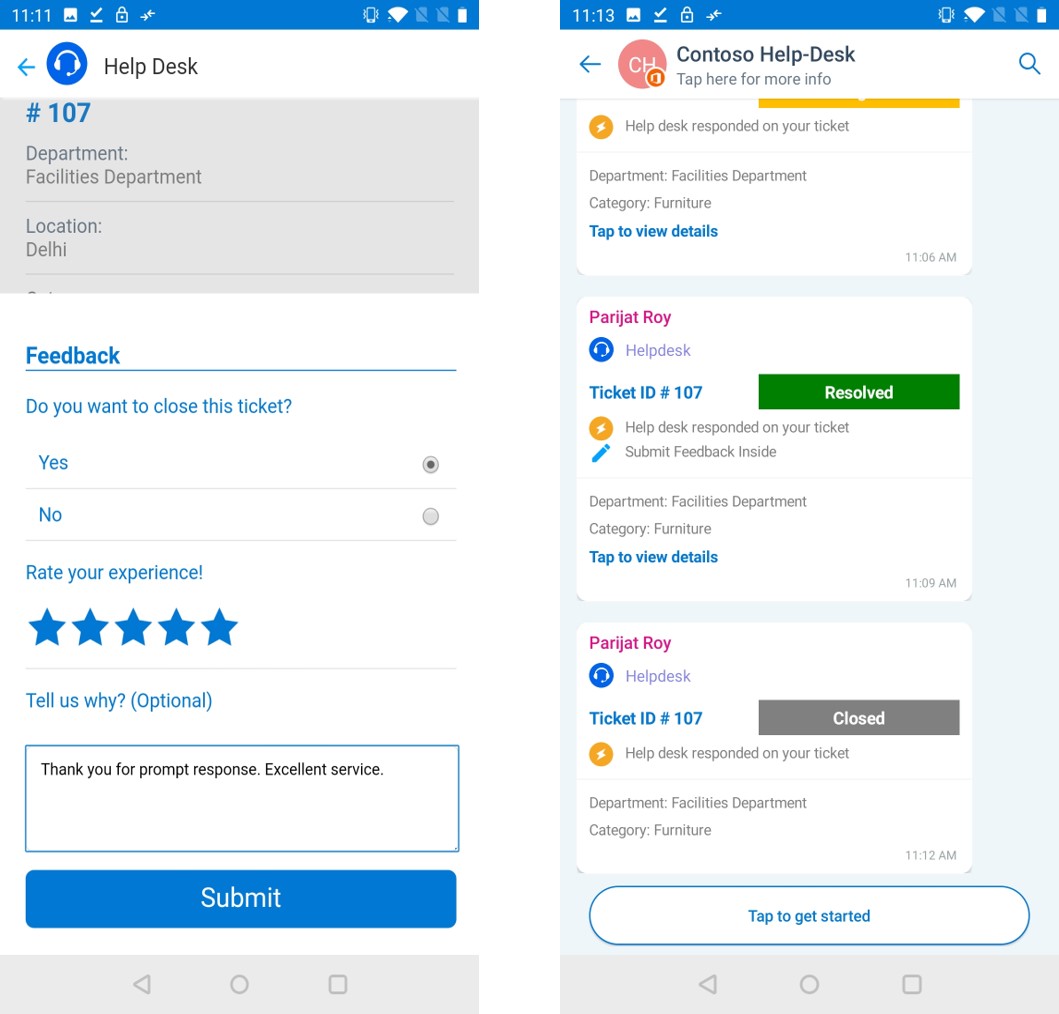 11:11
Help Desk
# 107
Department:
Facilities Department
Location:
Delhi
Feedback
Do you want to close this ticket?
Yes
No
Rate your experience!
Tell us why? (Optional)
Thank you for prompt response. Excellent service.
Submit
11:13
CH
Contoso Help-Desk
Tap here for more info
Help desk responded on your ticket
Department: Facilities Department
Category: Furniture
Tap to view details
11:06 AM
Parijat Roy
Helpdesk
Ticket ID # 107 Resolved
Help desk responded on your ticket
Submit Feedback Inside
Department: Facilities Department
Category: Furniture
Tap to view details
11:09 AM
Parijat Roy
Helpdesk
Ticket ID # 107 Closed
Help desk responded on your ticket
Department: Facilities Department
Category: Furniture
11:12 AM
Tap to get started